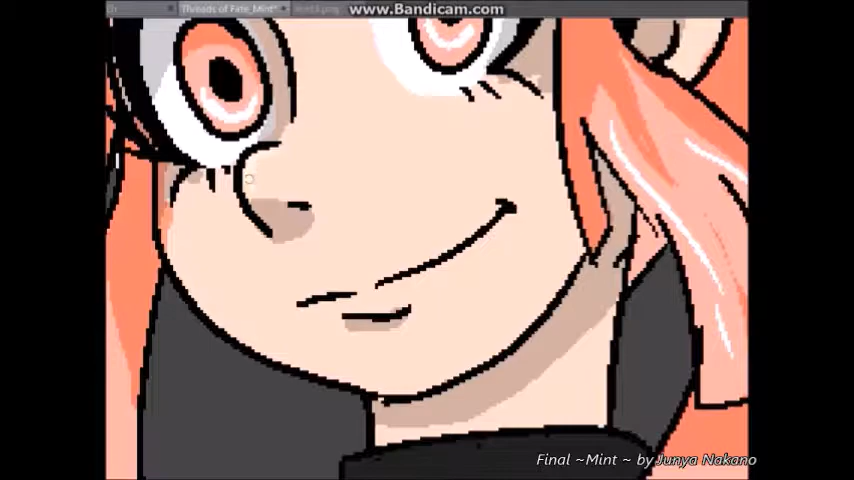 Threads of Fate_Mint* www.Bandicam.com
Final ~Mint ~ by Junya Nakano